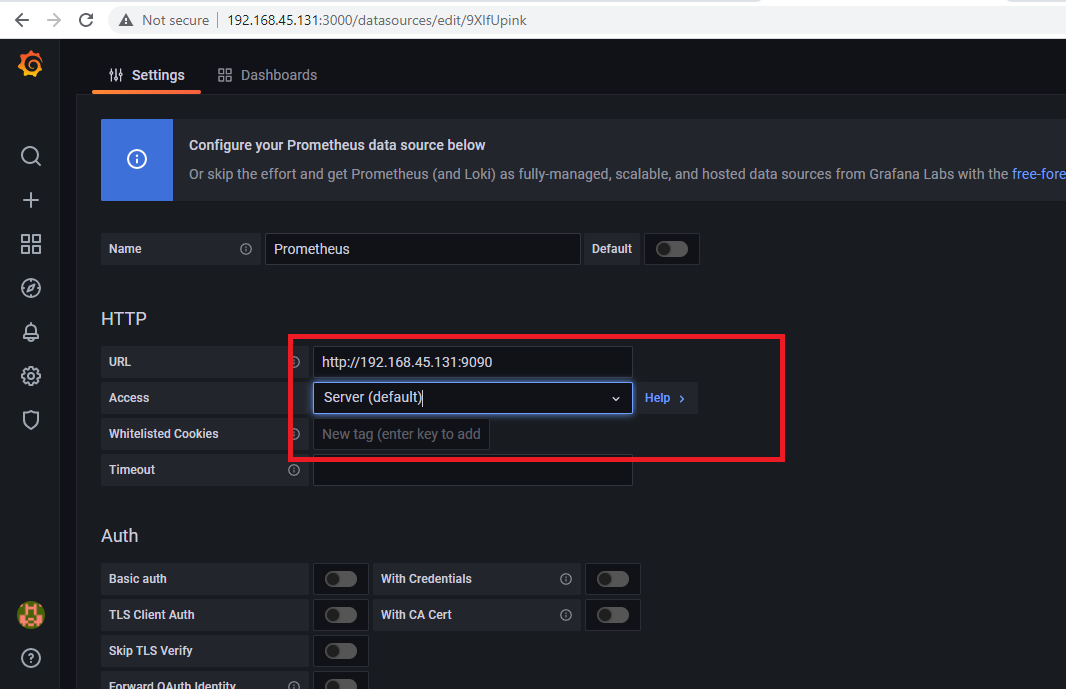 Not secure | 192.168.45.131:3000/datasources/edit/9XIfUpink
Settings Dashboards
Configure your Prometheus data source below
Or skip the effort and get Prometheus (and Loki) as fully-managed, scalable, and hosted data sources from Grafana Labs with the free-fore
Name Prometheus Default
HTTP
URL http://192.168.45.131:9090
Access Server (default) Help
Whitelisted Cookies New tag (enter key to add
Timeout
Auth
Basic auth With Credentials
TLS Client Auth With CA Cert
Skip TLS Verify
Forward OAuth Identity